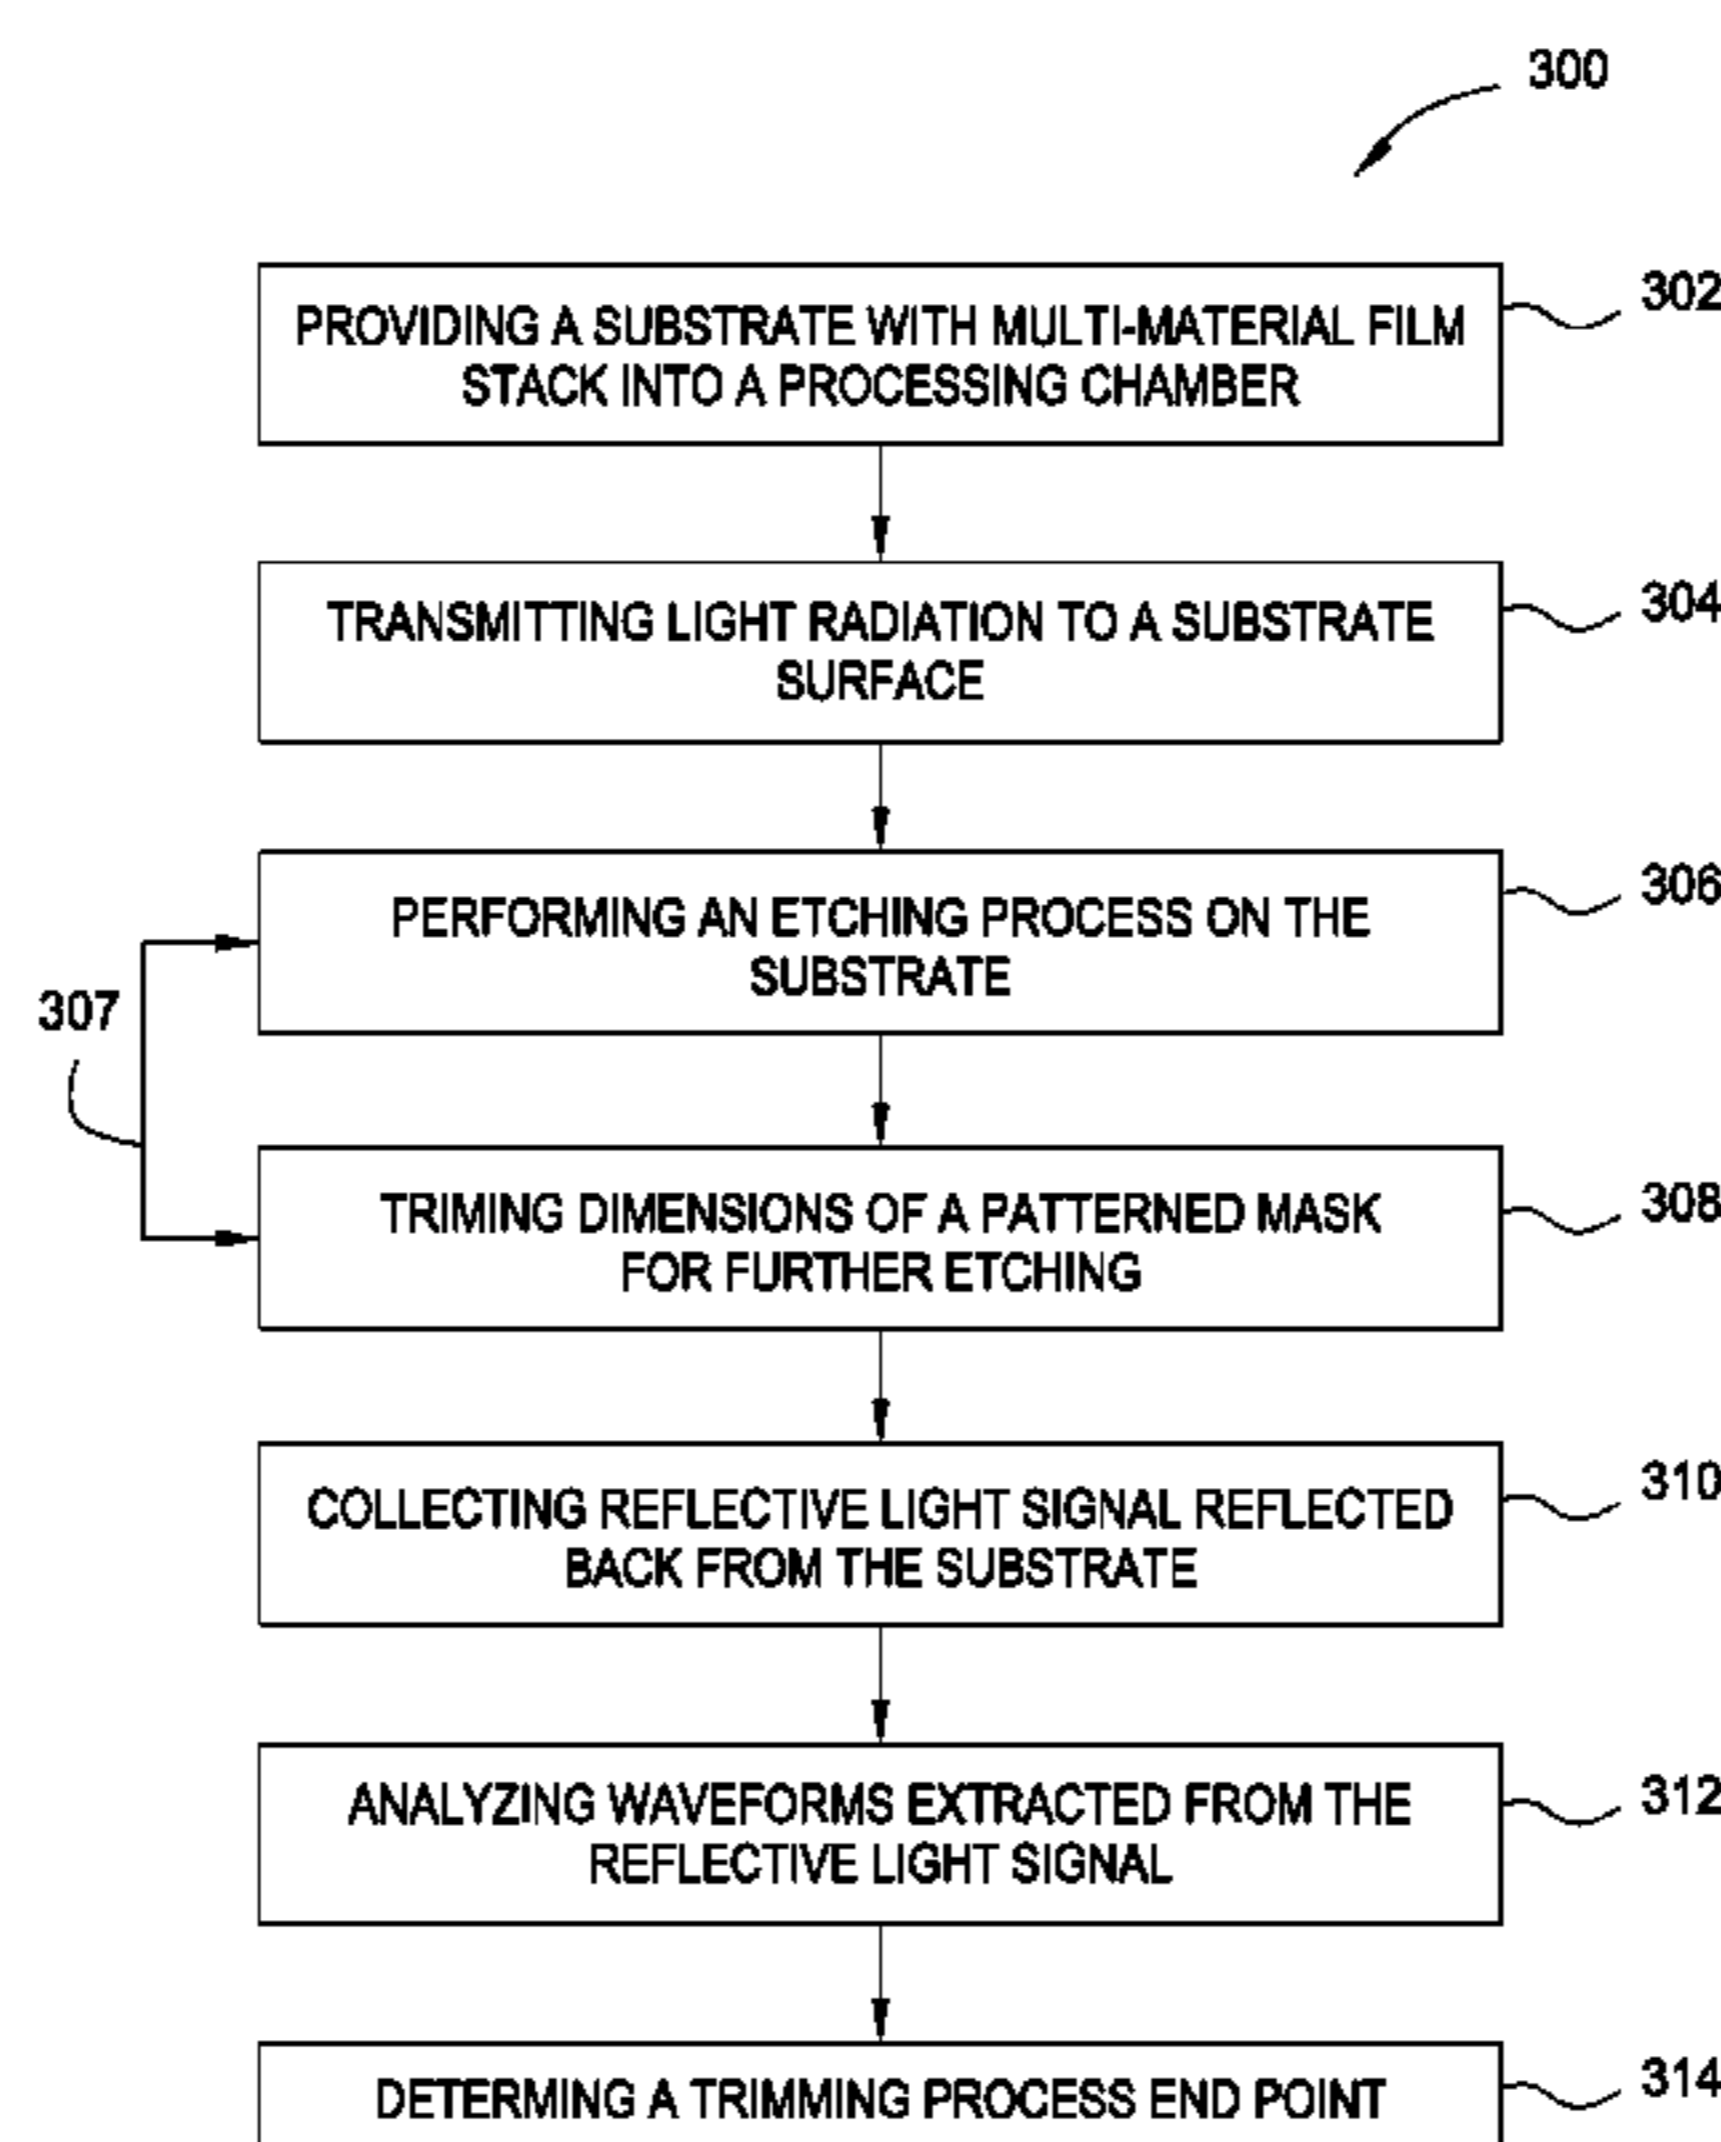 300
PROVIDING A SUBSTRATE WITH MULTI-MATERIAL FILM
STACK INTO A PROCESSING CHAMBER
302
TRANSMITTING LIGHT RADIATION TO A SUBSTRATE
SURFACE
304
PERFORMING AN ETCHING PROCESS ON THE
SUBSTRATE
306
307
TRIMING DIMENSIONS OF A PATTERNED MASK
FOR FURTHER ETCHING
308
COLLECTING REFLECTIVE LIGHT SIGNAL REFLECTED
BACK FROM THE SUBSTRATE
310
ANALYZING WAVEFORMS EXTRACTED FROM THE
REFLECTIVE LIGHT SIGNAL
312
DETERMING A TRIMMING PROCESS END POINT
314